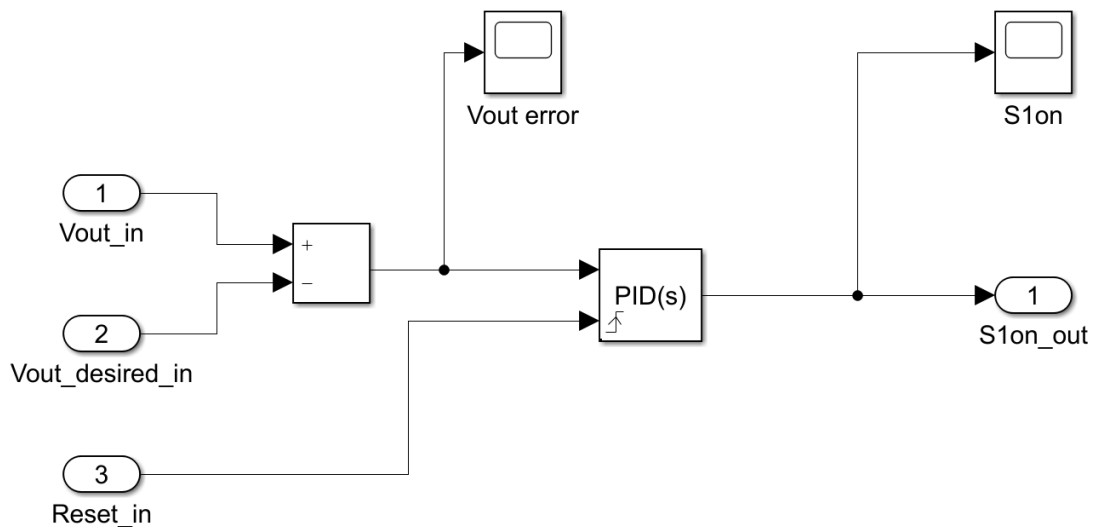 Vout error
S1on
1
Vout_in
+
−
2
Vout_desired_in
PID(s)
1
S1on_out
3
Reset_in